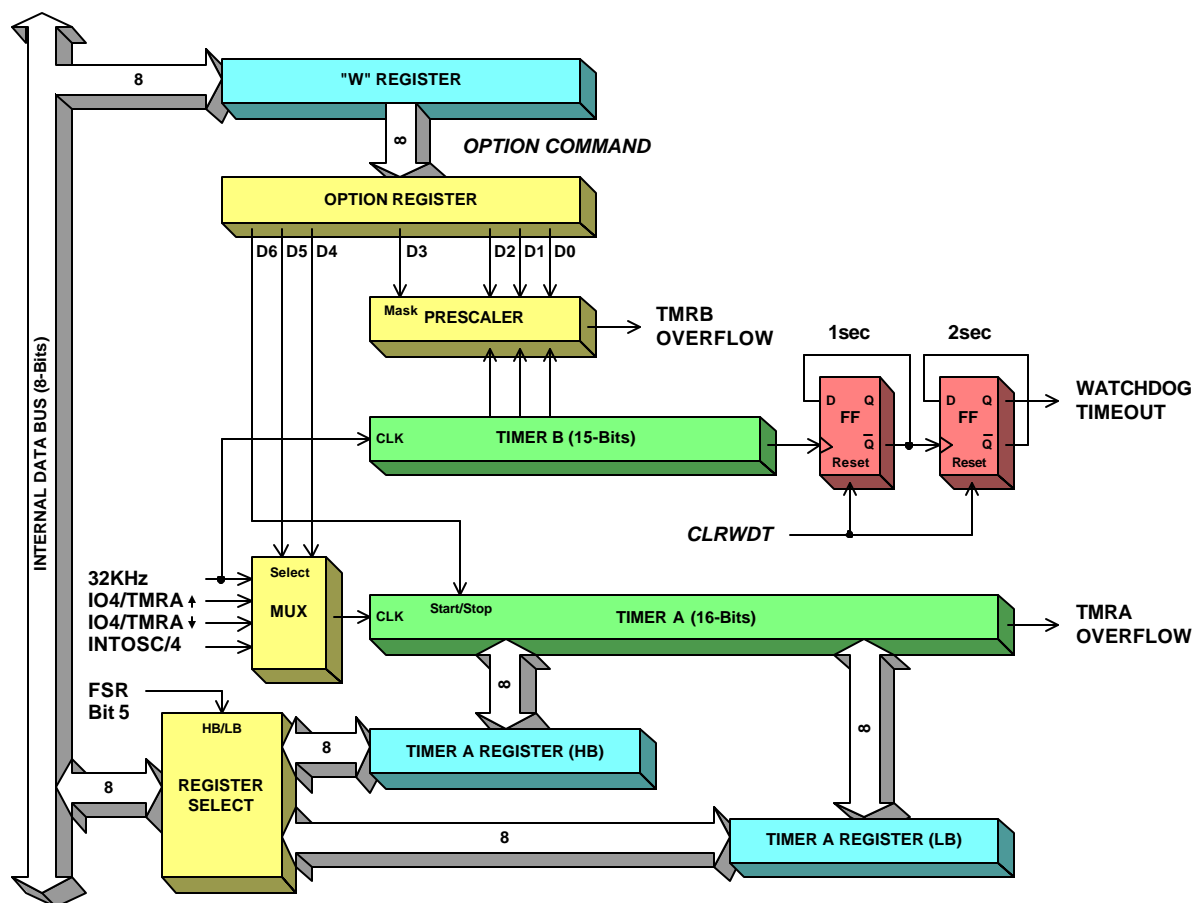 8
"W" REGISTER
8
OPTION COMMAND
OPTION REGISTER
D6 D5 D4 D3 D2 D1 D0
Mask PRESCALER
TMRB
OVERFLOW
1sec 2sec
D Q
FF
Q
Reset
D Q
FF
Q
Reset
WATCHDOG
TIMEOUT
CLK TIMER B (15-Bits)
CLRWDT
INTERNAL DATA BUS (8-Bits)
32KHz
IO4/TMRA
IO4/TMRA
INTOSC/4
Select
MUX
CLK Start/Stop TIMER A (16-Bits)
TMRA
OVERFLOW
FSR
Bit 5
8
8
HB/LB
REGISTER
SELECT
8
TIMER A REGISTER (HB)
8
8
TIMER A REGISTER (LB)